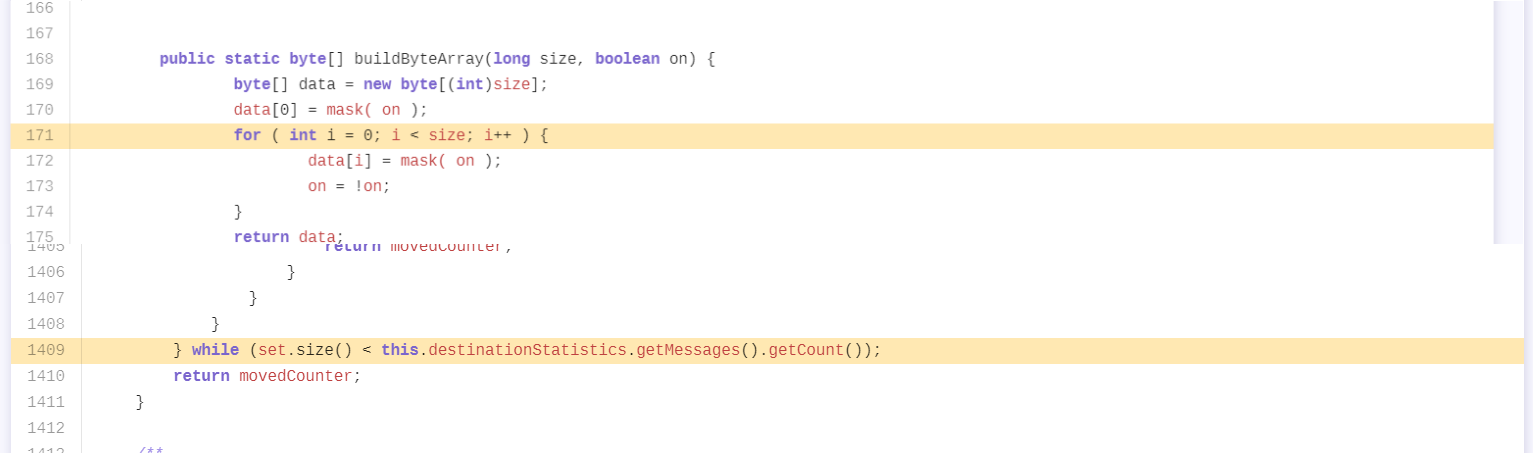 166
167
168 public static byte[] buildByteArray(long size, boolean on) {
169 byte[] data = new byte[(int)size];
170 data[0] = mask( on );
171 for ( int i = 0; i < size; i++ ) {
172 data[i] = mask( on );
173 on = !on;
174 }
175 return data;
1405 return movedCounter;
1406 }
1407 }
1408 }
1409 } while (set.size() < this.destinationStatistics.getMessages().getCount());
1410 return movedCounter;
1411 }
1412
1413 /**